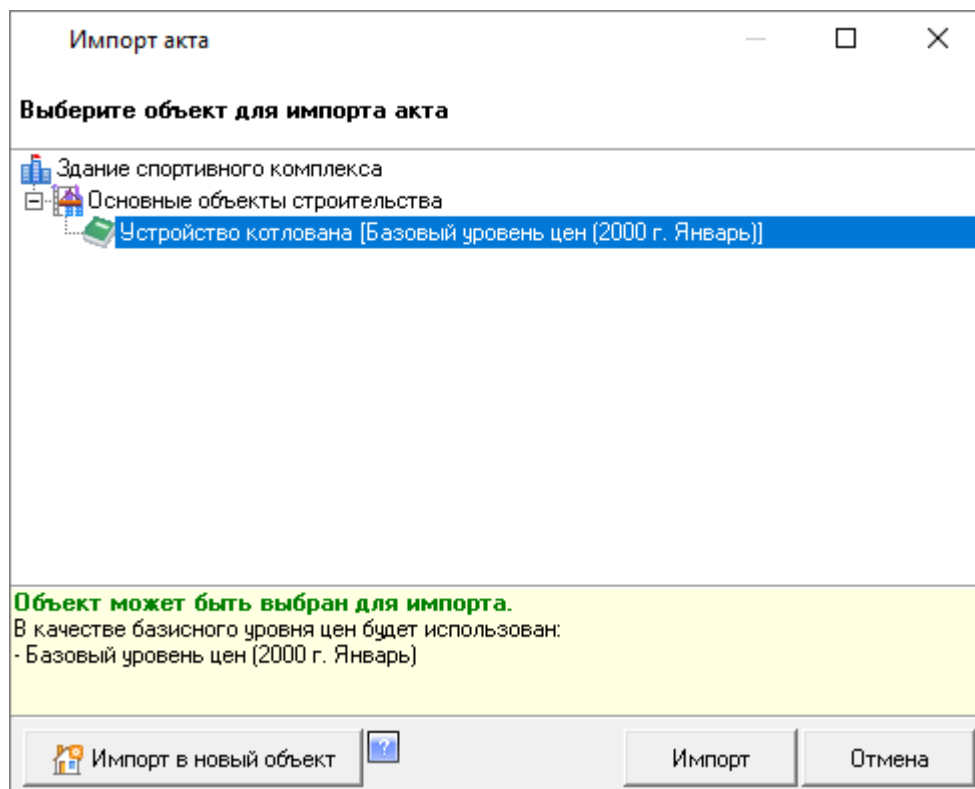 Импорт акта
Выберите объект для импорта акта
Здание спортивного комплекса
Основные объекты строительства
Устройство котлована [Базовый уровень цен (2000 г. Январь)]
Объект может быть выбран для импорта.
В качестве базисного уровня цен будет использован:
- Базовый уровень цен (2000 г. Январь)
Импорт в новый объект ? Импорт Отмена